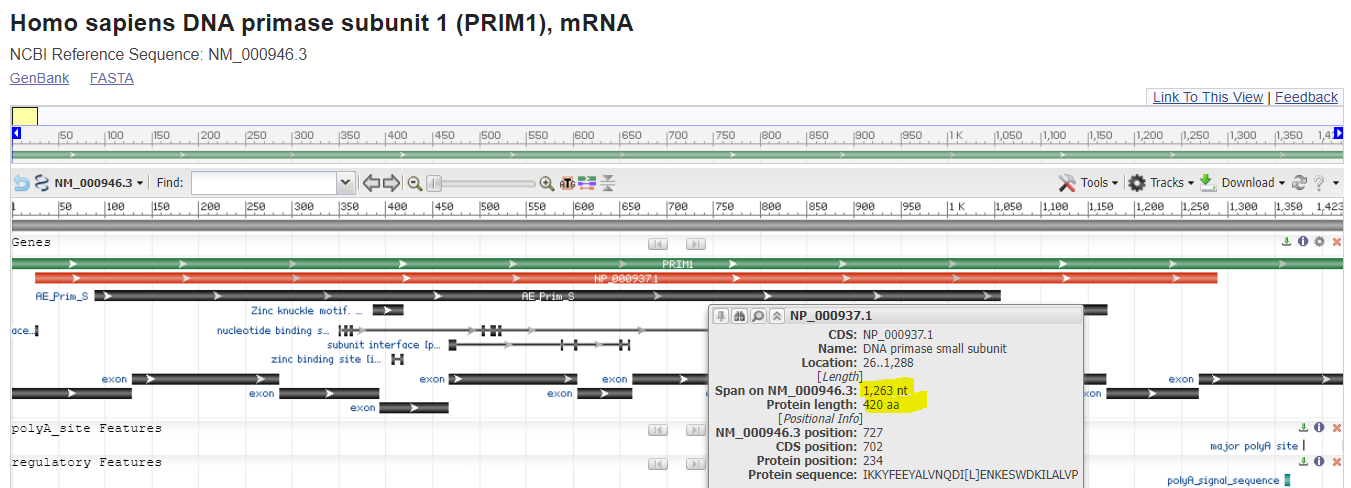 Homo sapiens DNA primase subunit 1 (PRIM1), mRNA
NCBI Reference Sequence: NM_000946.3
GenBank FASTA
Link To This View | Feedback
50 100 150 200 250 300 350 400 450 500 550 600 650 700 750 800 850 900 950 1 K 1,050 1,100 1,150 1,200 1,250 1,300 1,350 1,423
NM_000946.3 Find: Tools Tracks Download
1 50 100 150 200 250 300 350 400 450 500 550 600 650 700 750 800 850 900 950 1 K 1,050 1,100 1,150 1,200 1,250 1,300 1,350 1,423
Genes
PRIM1
NP_000937.1
AE_Prim_S AE_Prim_S
Zinc knuckle motif. ...
ace... nucleotide binding s...
subunit interface [p...
zinc binding site [i...
exon exon exon exon
exon exon exon
exon
polyA_site Features
major polyA site
regulatory Features
polyA_signal_sequence
NP_000937.1
CDS: NP_000937.1
Name: DNA primase small subunit
Location: 26..1,288
[Length]
Span on NM_000946.3: 1,263 nt
Protein length: 420 aa
[Positional Info]
NM_000946.3 position: 727
CDS position: 702
Protein position: 234
Protein sequence: IKKYFEEYALVNQDI[L]ENKESWDKILALVP